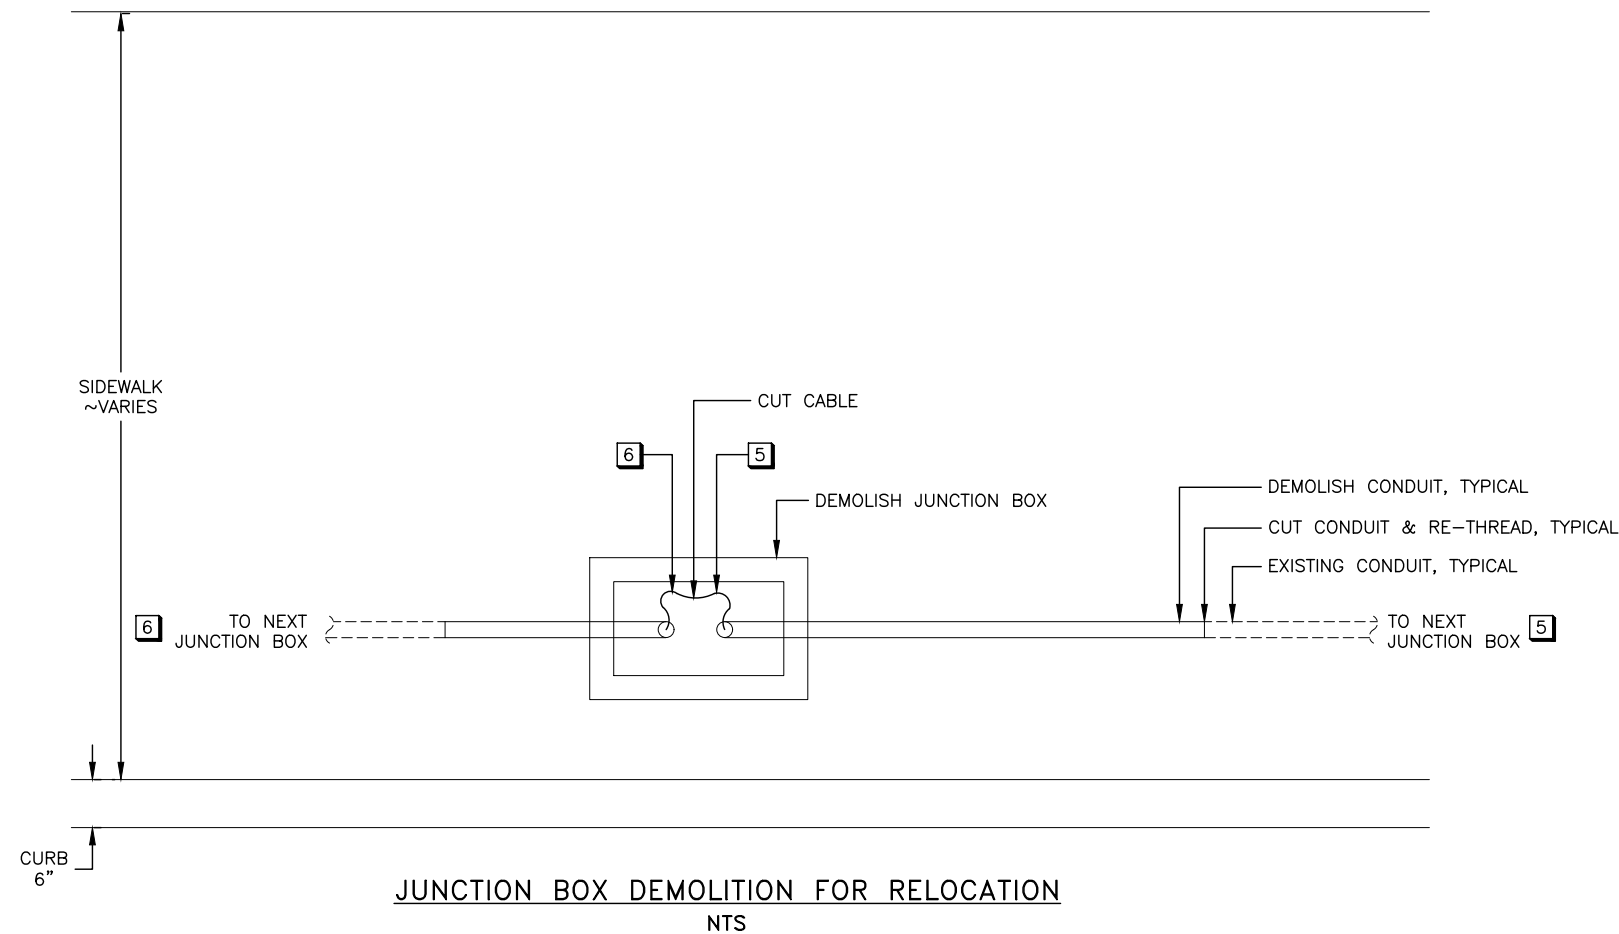 SIDEWALK
~VARIES
CUT CABLE
6
5
DEMOLISH JUNCTION BOX
DEMOLISH CONDUIT, TYPICAL
CUT CONDUIT & RE-THREAD, TYPICAL
EXISTING CONDUIT, TYPICAL
6
TO NEXT
JUNCTION BOX
TO NEXT
JUNCTION BOX
5
CURB
6"
JUNCTION BOX DEMOLITION FOR RELOCATION
NTS